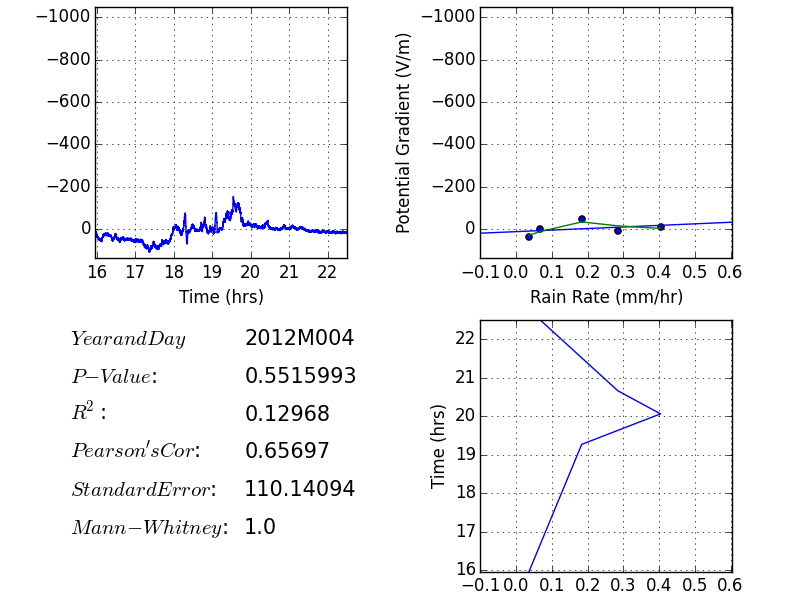 −1000
−800
−600
−400
−200
0
16 17 18 19 20 21 22
Time (hrs)
−1000
−800
−600
−400
−200
0
Potential Gradient (V/m)
−0.1 0.0 0.1 0.2 0.3 0.4 0.5 0.6
Rain Rate (mm/hr)
YearandDay 2012M004
P−Value: 0.5515993
R²: 0.12968
Pearson'sCor: 0.65697
StandardError: 110.14094
Mann−Whitney: 1.0
22
21
20
19
18
17
16
Time (hrs)
−0.1 0.0 0.1 0.2 0.3 0.4 0.5 0.6